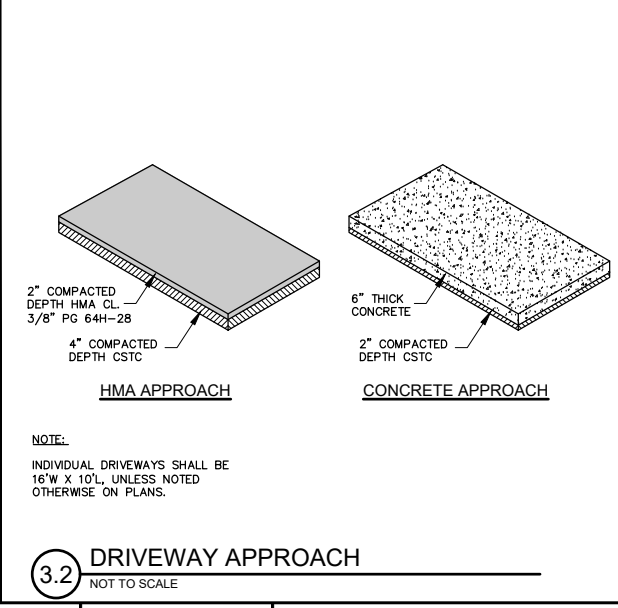 2" COMPACTED
DEPTH HMA CL.
3/8" PG 64H-28
4" COMPACTED
DEPTH CSTC
HMA APPROACH
6" THICK
CONCRETE
2" COMPACTED
DEPTH CSTC
CONCRETE APPROACH
NOTE:
INDIVIDUAL DRIVEWAYS SHALL BE
16'W X 10'L, UNLESS NOTED
OTHERWISE ON PLANS.
3.2
DRIVEWAY APPROACH
NOT TO SCALE